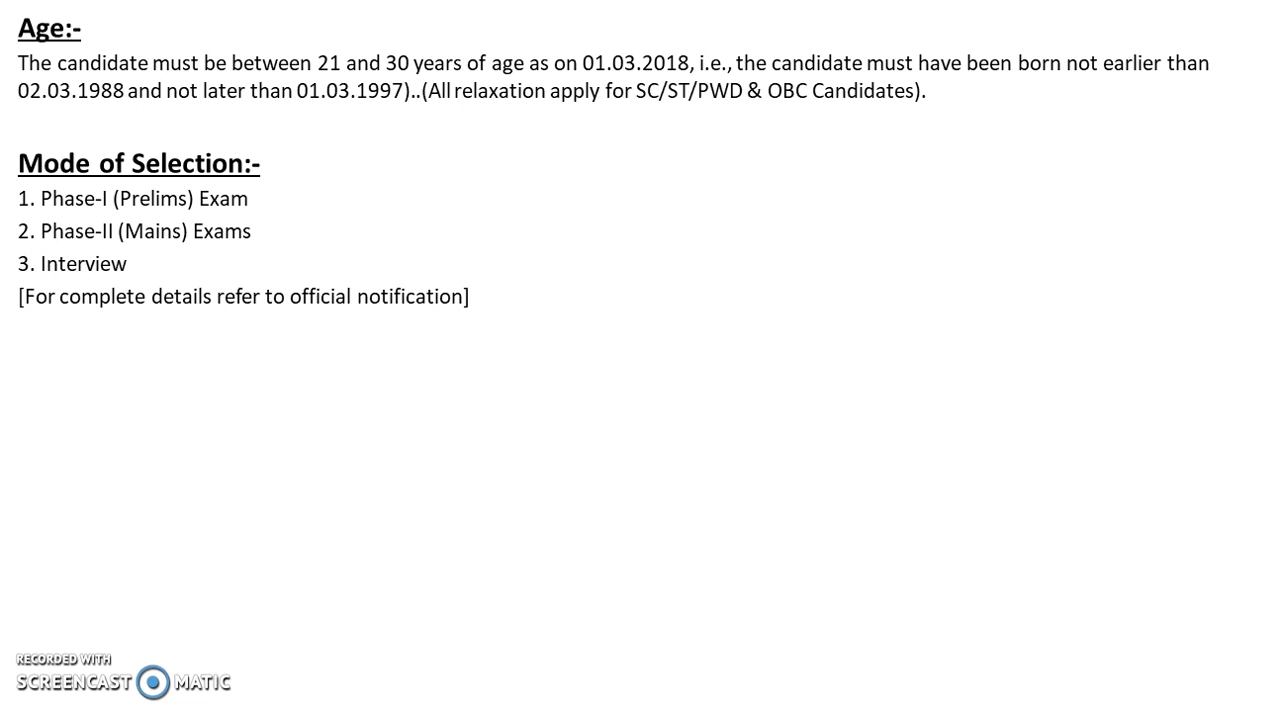 Age:-
The candidate must be between 21 and 30 years of age as on 01.03.2018, i.e., the candidate must have been born not earlier than
02.03.1988 and not later than 01.03.1997)..(All relaxation apply for SC/ST/PWD & OBC Candidates).
Mode of Selection:-
1. Phase-I (Prelims) Exam
2. Phase-II (Mains) Exams
3. Interview
[For complete details refer to official notification]
RECORDED WITH
SCREENCAST MATIC